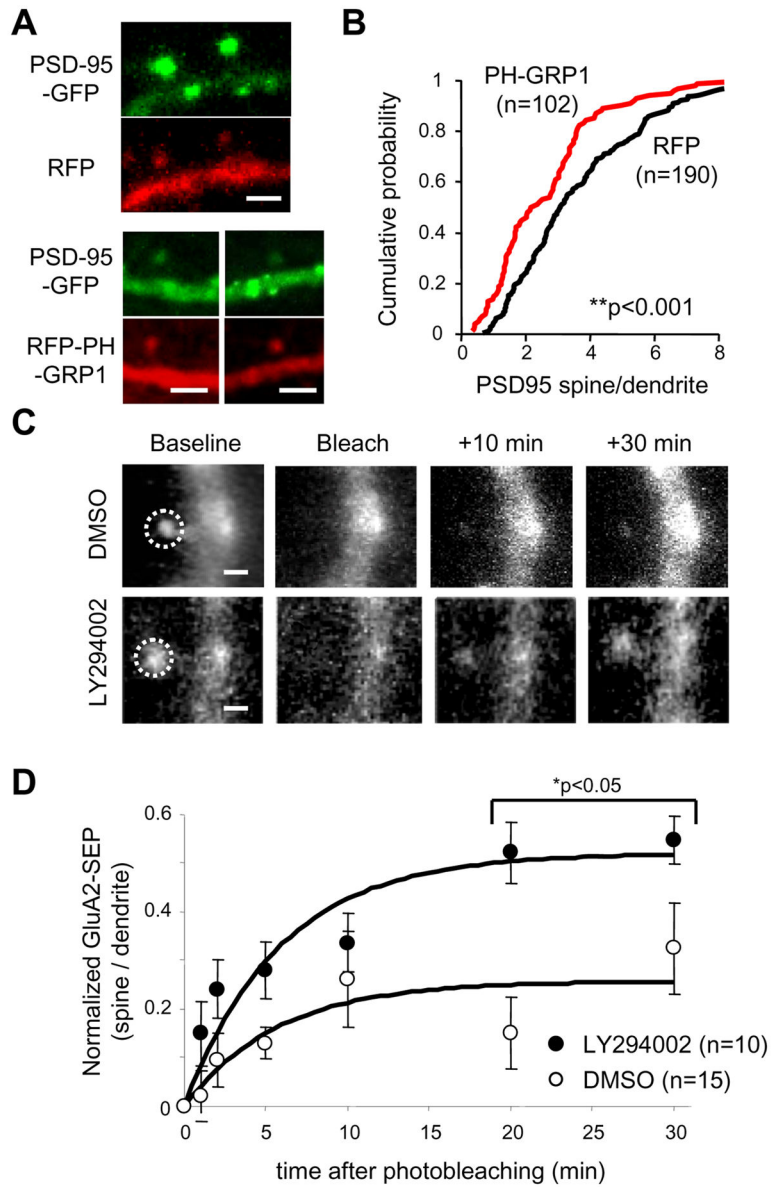 A
PSD-95
-GFP
RFP
PSD-95
-GFP
RFP-PH
-GRP1
B
Cumulative probability
1
0.8
0.6
0.4
0.2
0
0 2 4 6 8
PH-GRP1
(n=102)
RFP
(n=190)
**p<0.001
PSD95 spine/dendrite
C
Baseline Bleach +10 min +30 min
DMSO
LY294002
D
*p<0.05
Normalized GluA2-SEP
(spine / dendrite)
0.6
0.4
0.2
0
LY294002 (n=10)
DMSO (n=15)
0 5 10 15 20 25 30
time after photobleaching (min)